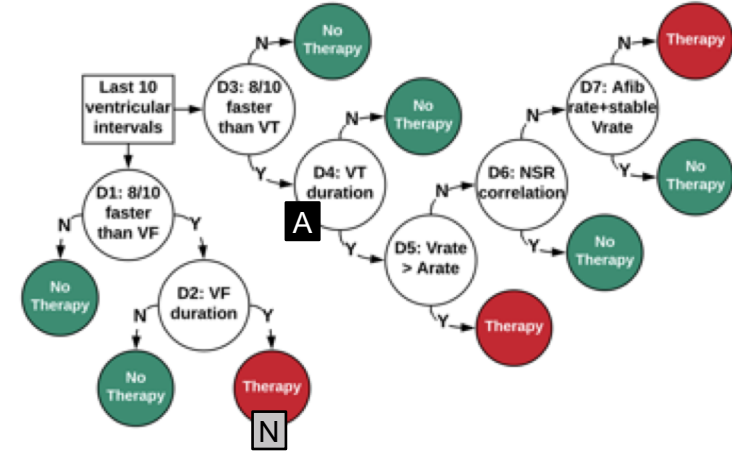 No
Therapy
N
Therapy
N
Last 10
ventricular
intervals
D3: 8/10
faster
than VT
D7: Afib
rate+stable
Vrate
No
Therapy
N
N
Y
Y
D4: VT
duration
D6: NSR
correlation
No
Therapy
D1: 8/10
faster
than VF
N
Y
A
N
Y
D5: Vrate
> Arate
Y
No
Therapy
No
Therapy
D2: VF
duration
N
Y
Y
Therapy
No
Therapy
Therapy
N